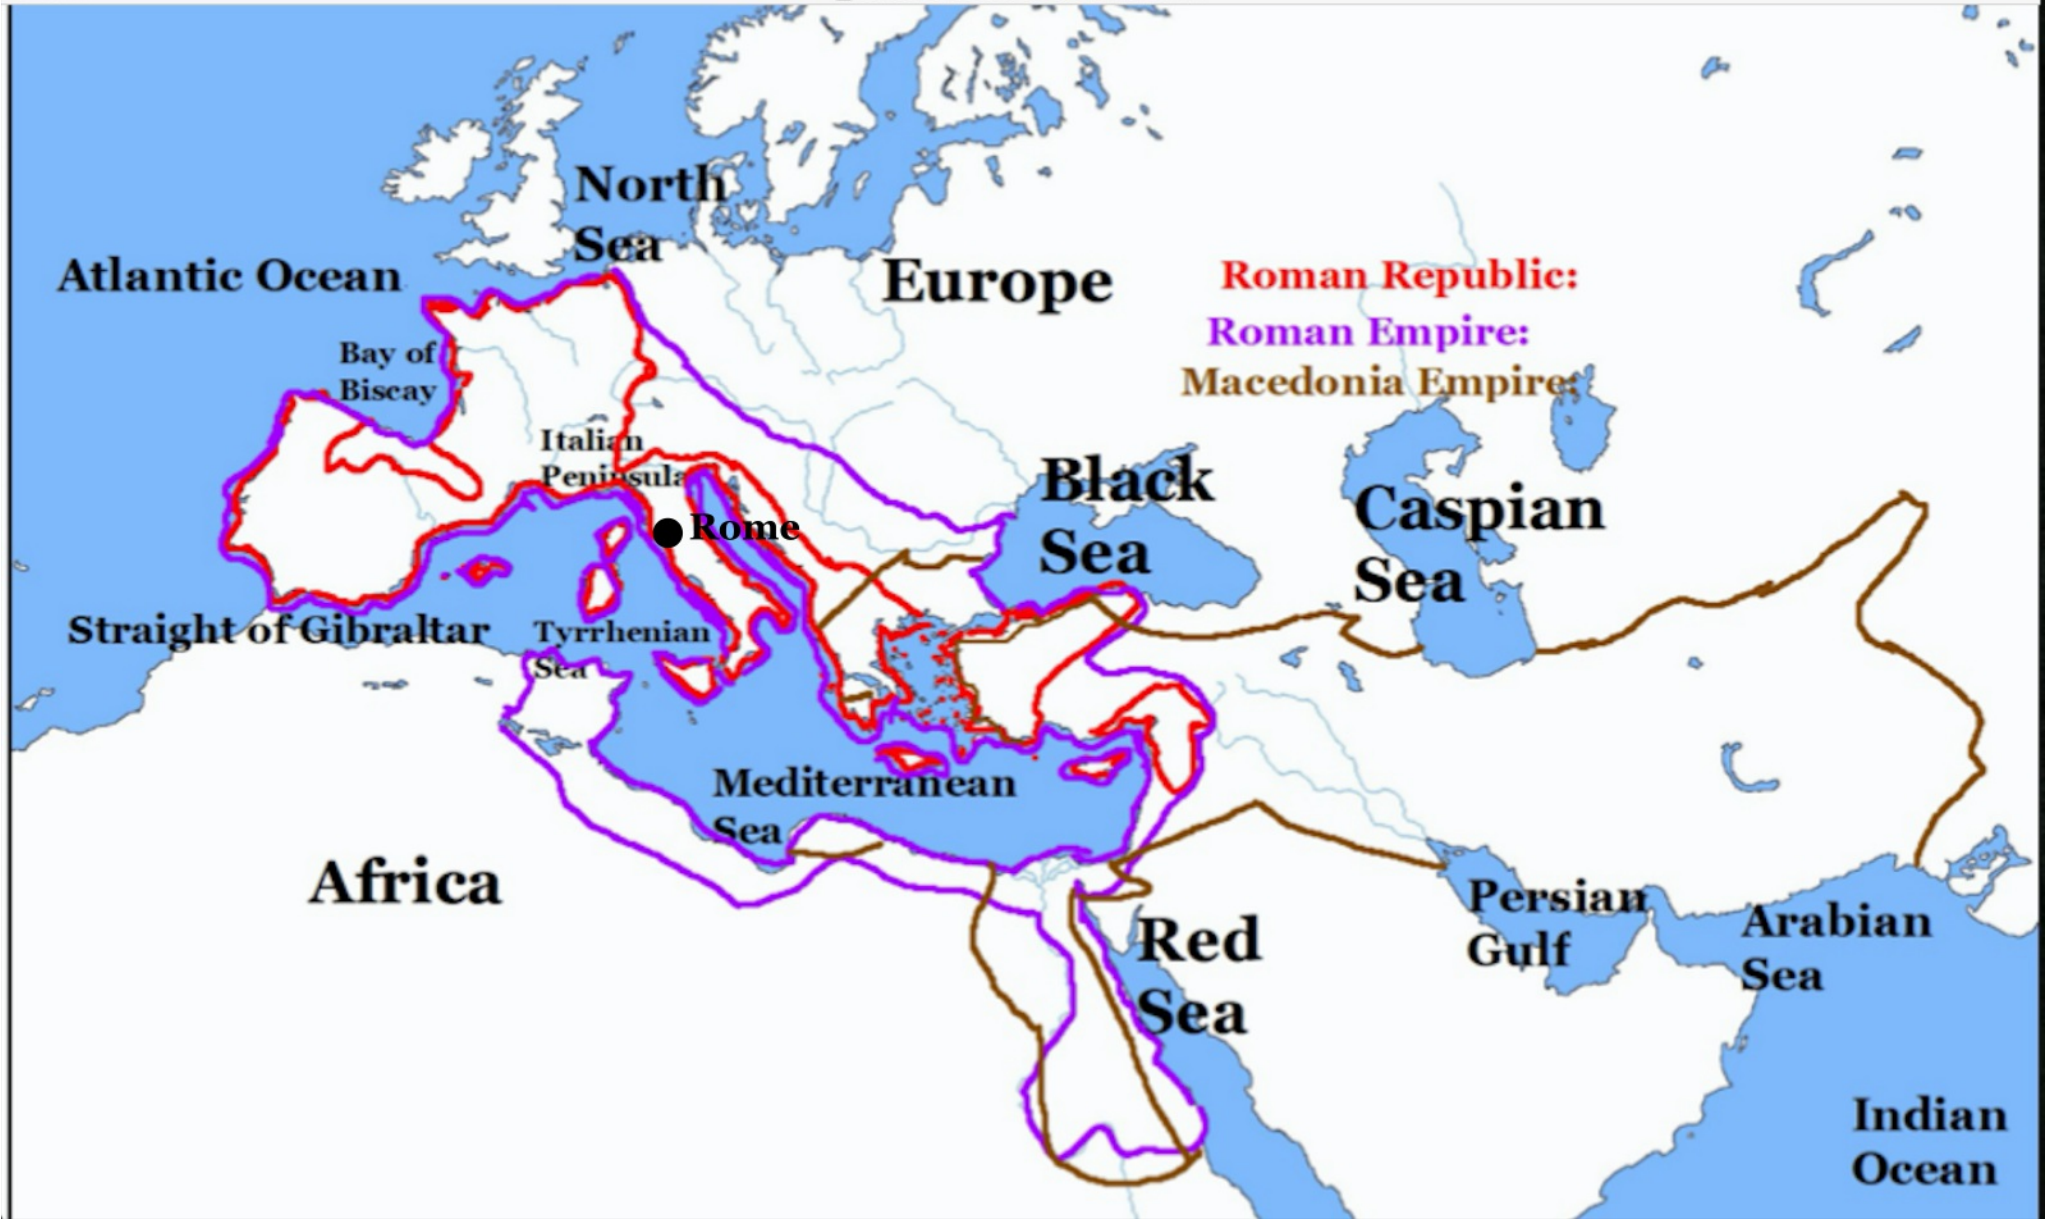 North
Sea
Atlantic Ocean
Europe
Roman Republic:
Roman Empire:
Macedonia Empire:
Bay of
Biscay
Italian
Peninsula
Black
Sea
Caspian
Sea
Rome
Straight of Gibraltar
Tyrrhenian
Sea
Mediterranean
Sea
Africa
Red
Sea
Persian
Gulf
Arabian
Sea
Indian
Ocean